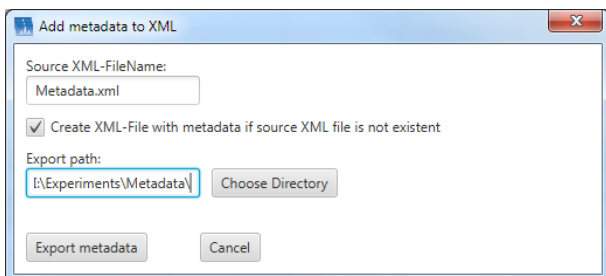 Add metadata to XML
Source XML-FileName:
Metadata.xml
Create XML-File with metadata if source XML file is not existent
Export path:
:\Experiments\Metadata\ Choose Directory
Export metadata Cancel